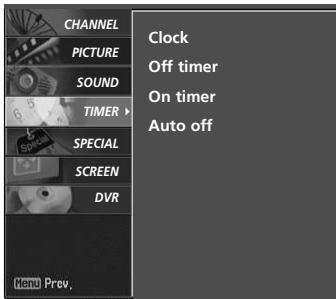 CHANNEL
PICTURE
SOUND
TIMER
SPECIAL
SCREEN
DVR
Menu Prev.
Clock
Off timer
On timer
Auto off